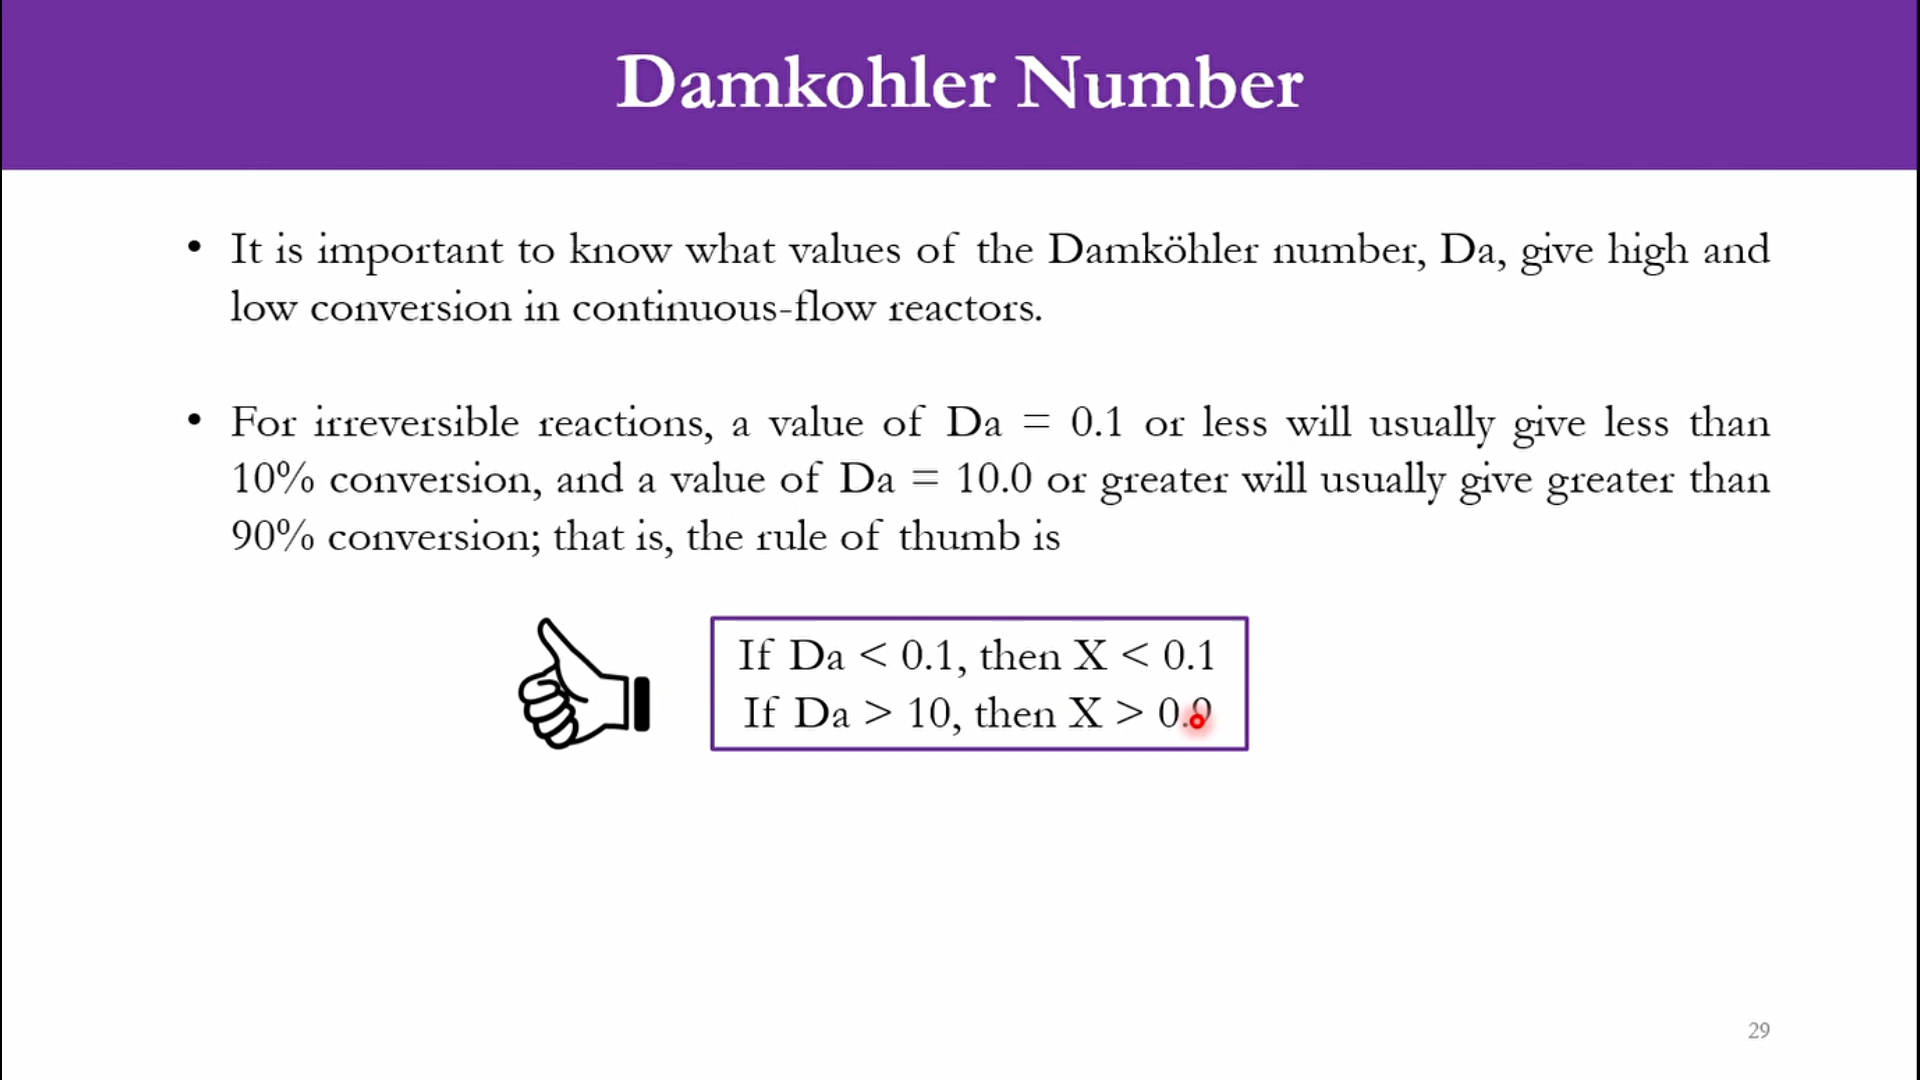 Damkohler Number
• It is important to know what values of the Damköhler number, Da, give high and
low conversion in continuous-flow reactors.
• For irreversible reactions, a value of Da = 0.1 or less will usually give less than
10% conversion, and a value of Da = 10.0 or greater will usually give greater than
90% conversion; that is, the rule of thumb is
If Da < 0.1, then X < 0.1
If Da > 10, then X > 0.9
29